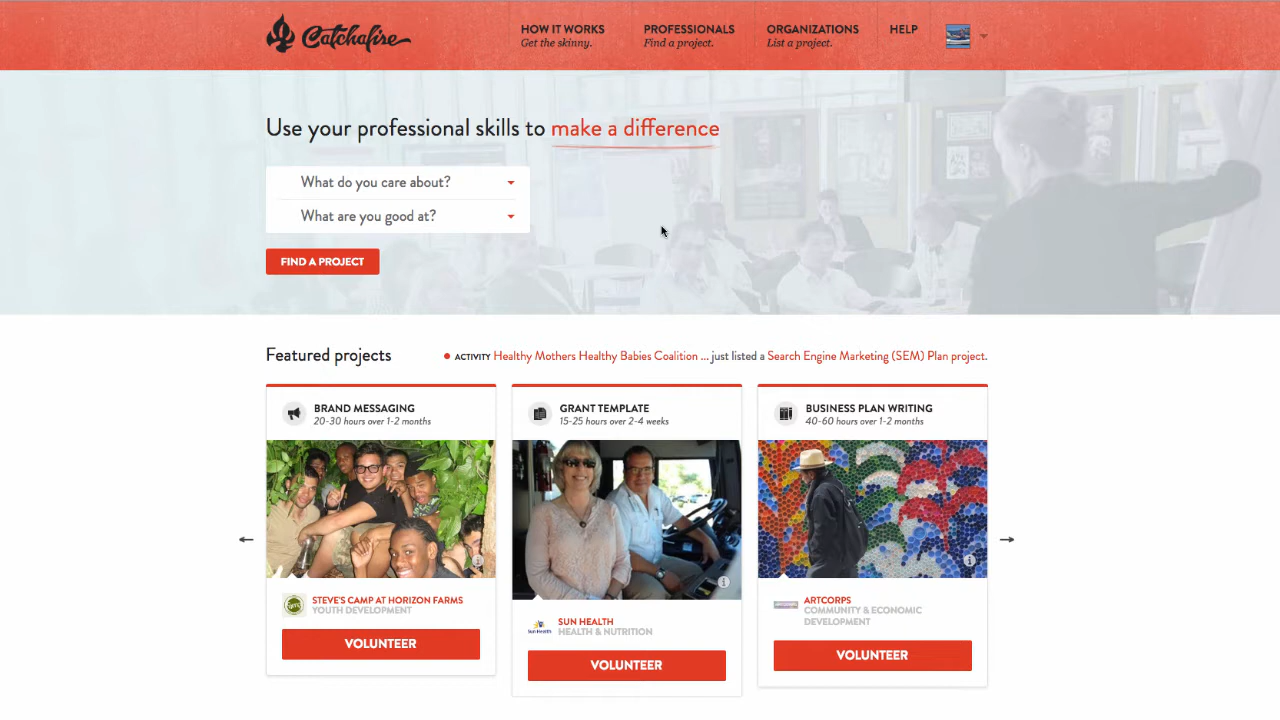 Catchafire
HOW IT WORKS
Get the skinny.
PROFESSIONALS
Find a project.
ORGANIZATIONS
List a project.
HELP
Use your professional skills to make a difference
What do you care about?
What are you good at?
FIND A PROJECT
Featured projects
ACTIVITY Healthy Mothers Healthy Babies Coalition ... just listed a Search Engine Marketing (SEM) Plan project.
BRAND MESSAGING
20-30 hours over 1-2 months
STEVE'S CAMP AT HORIZON FARMS
YOUTH DEVELOPMENT
VOLUNTEER
GRANT TEMPLATE
15-25 hours over 2-4 weeks
Sun Health
SUN HEALTH
HEALTH & NUTRITION
VOLUNTEER
BUSINESS PLAN WRITING
40-60 hours over 1-2 months
ARTCORPS
COMMUNITY & ECONOMIC
DEVELOPMENT
VOLUNTEER